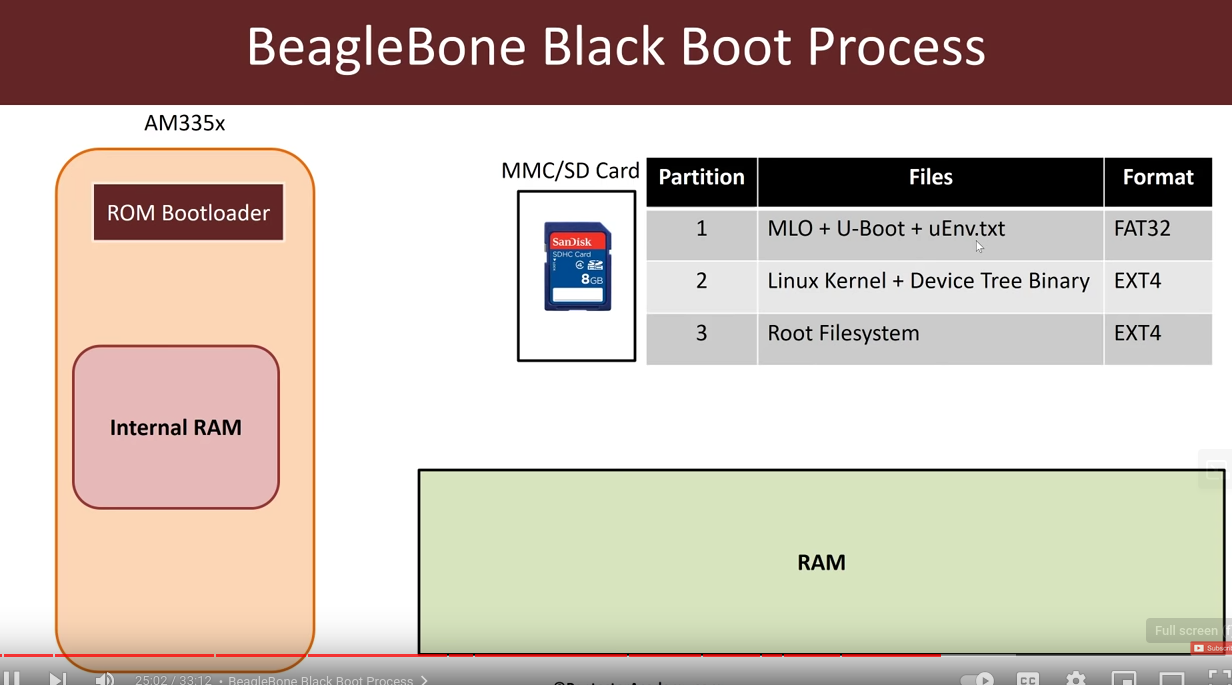 BeagleBone Black Boot Process
AM335x
ROM Bootloader
Internal RAM
MMC/SD Card
SanDisk
SDHC Card
8GB
Partition Files Format
1 MLO + U-Boot + uEnv.txt FAT32
2 Linux Kernel + Device Tree Binary EXT4
3 Root Filesystem EXT4
RAM
Full screen
Subscri
25:02 / 33:12 • BeagleBone Black Boot Process
CC